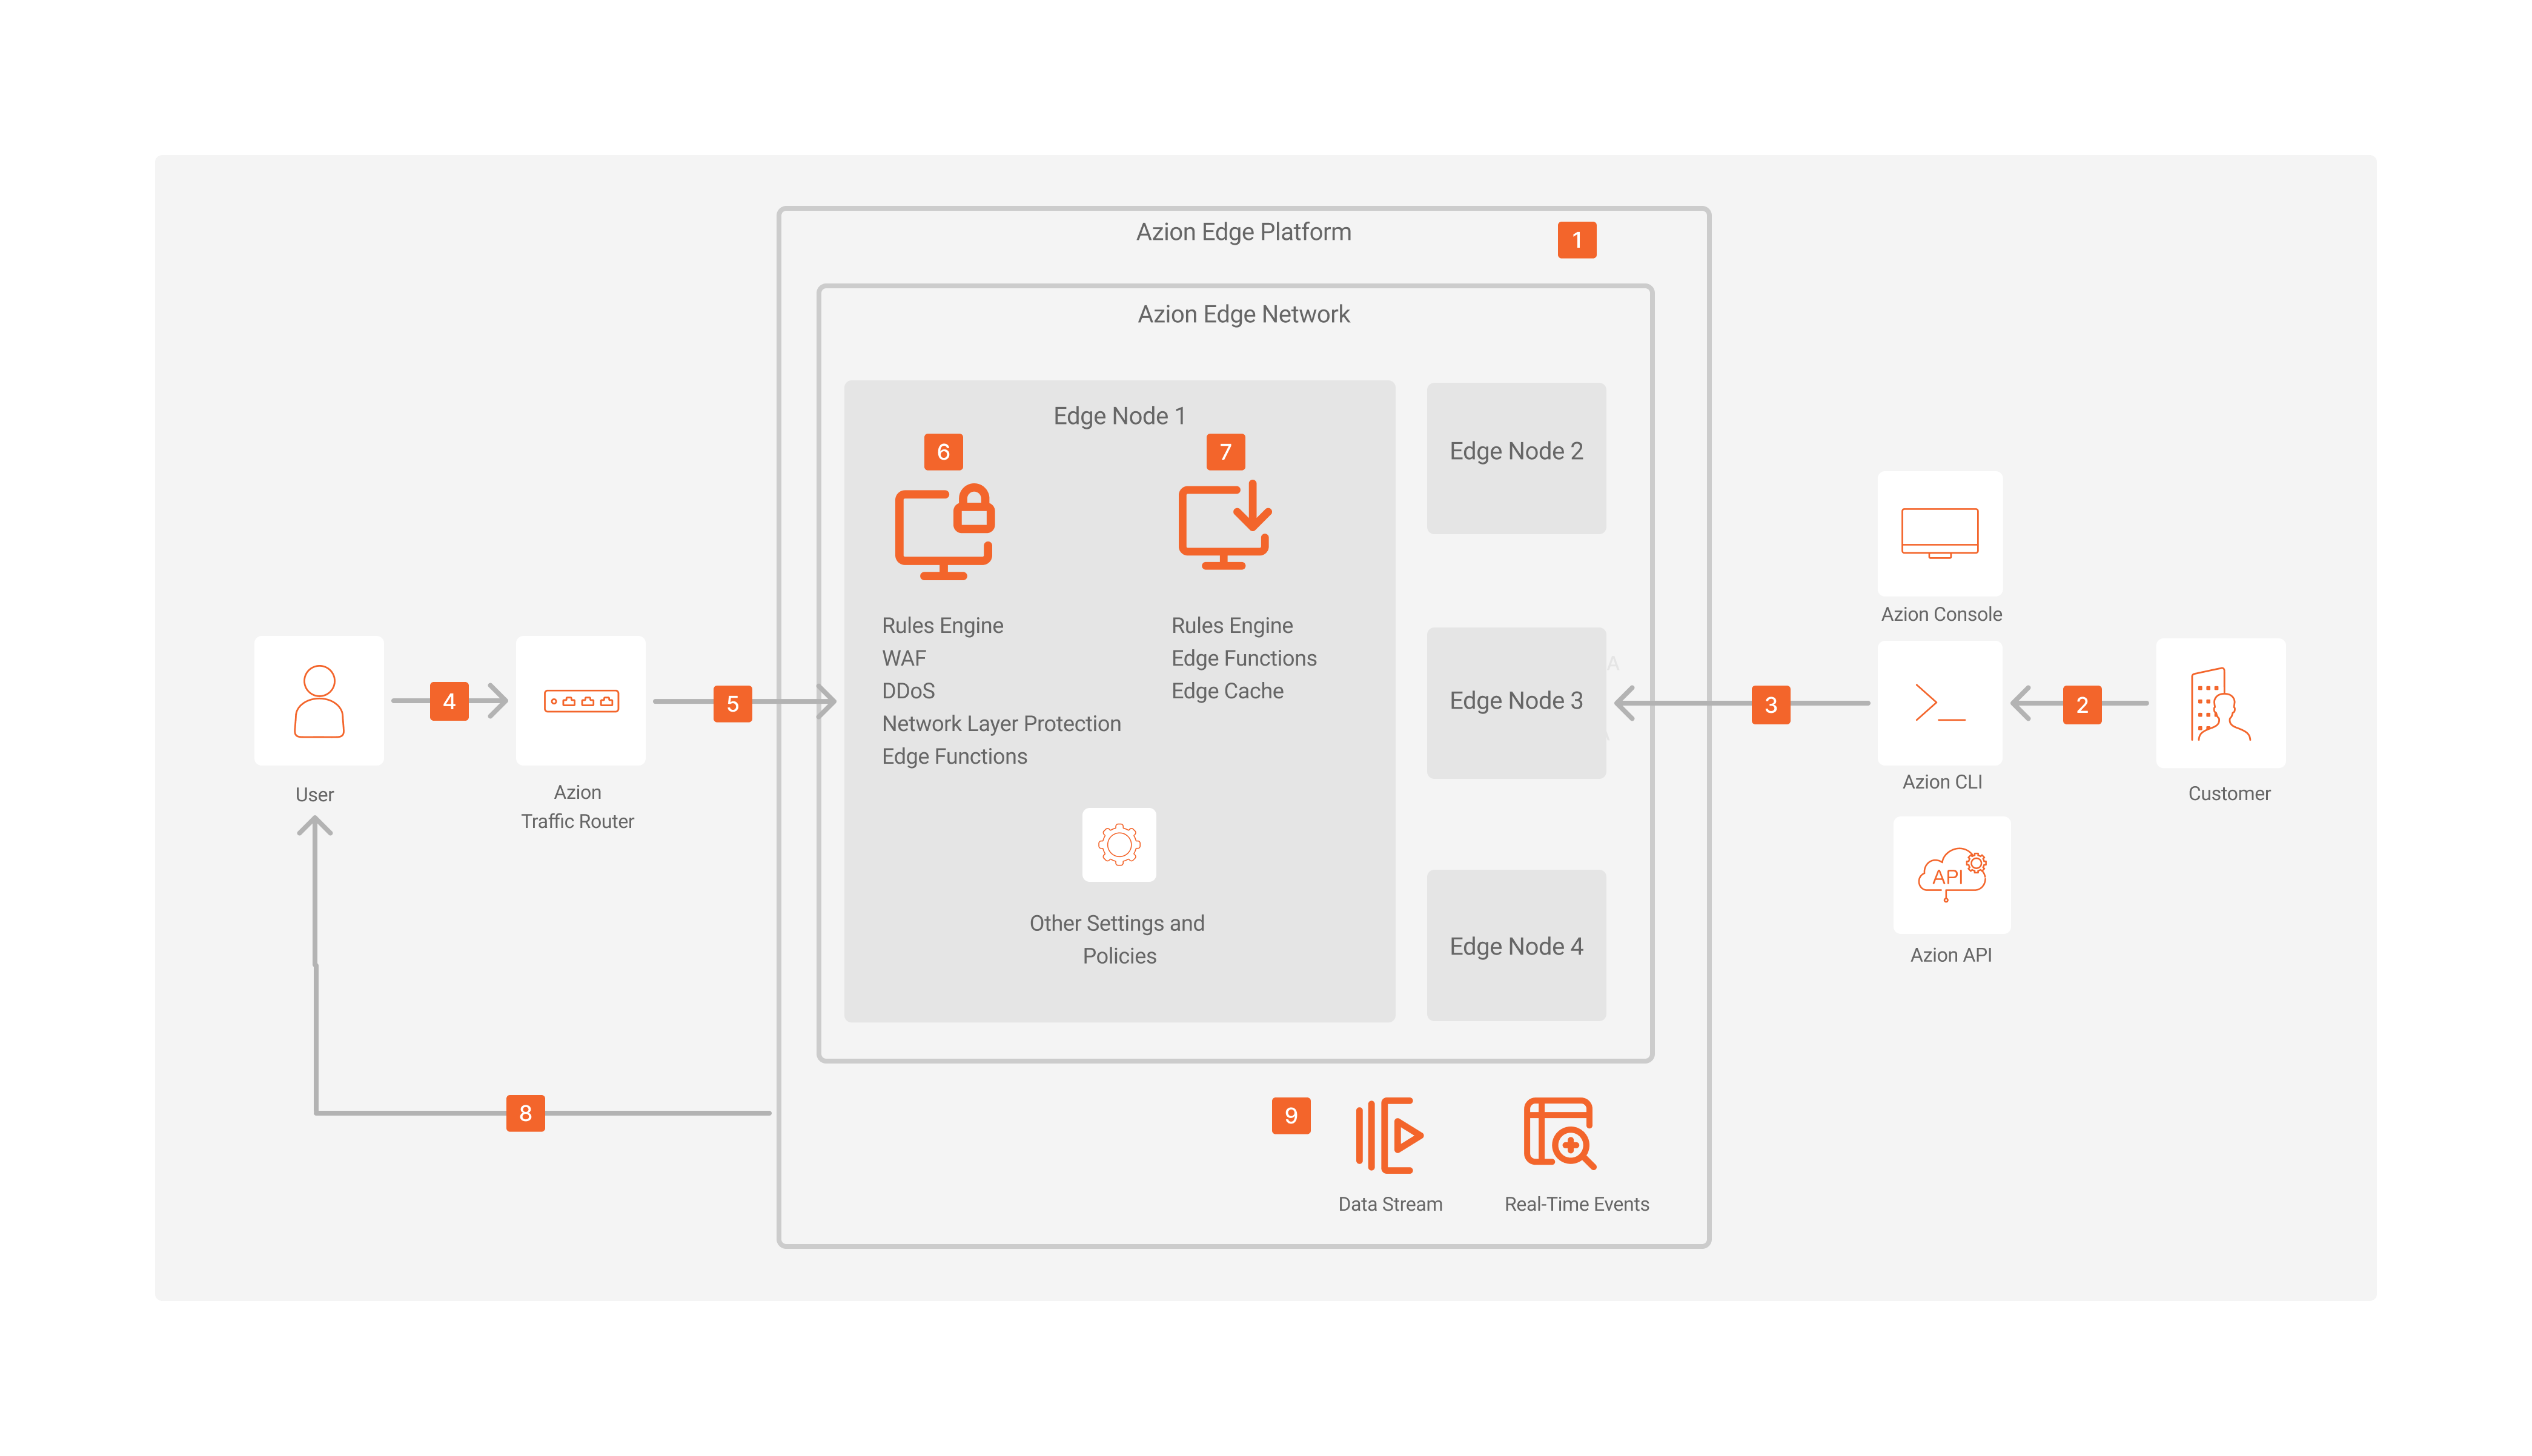 Azion Edge Platform
1
Azion Edge Network
Edge Node 1
6
7
Rules Engine
WAF
DDoS
Network Layer Protection
Edge Functions
Rules Engine
Edge Functions
Edge Cache
Other Settings and
Policies
Edge Node 2
Edge Node 3
A
Edge Node 4
User
4
Azion
Traffic Router
5
3
Azion Console
Azion CLI
API
Azion API
2
Customer
8
9
Data Stream
Real-Time Events